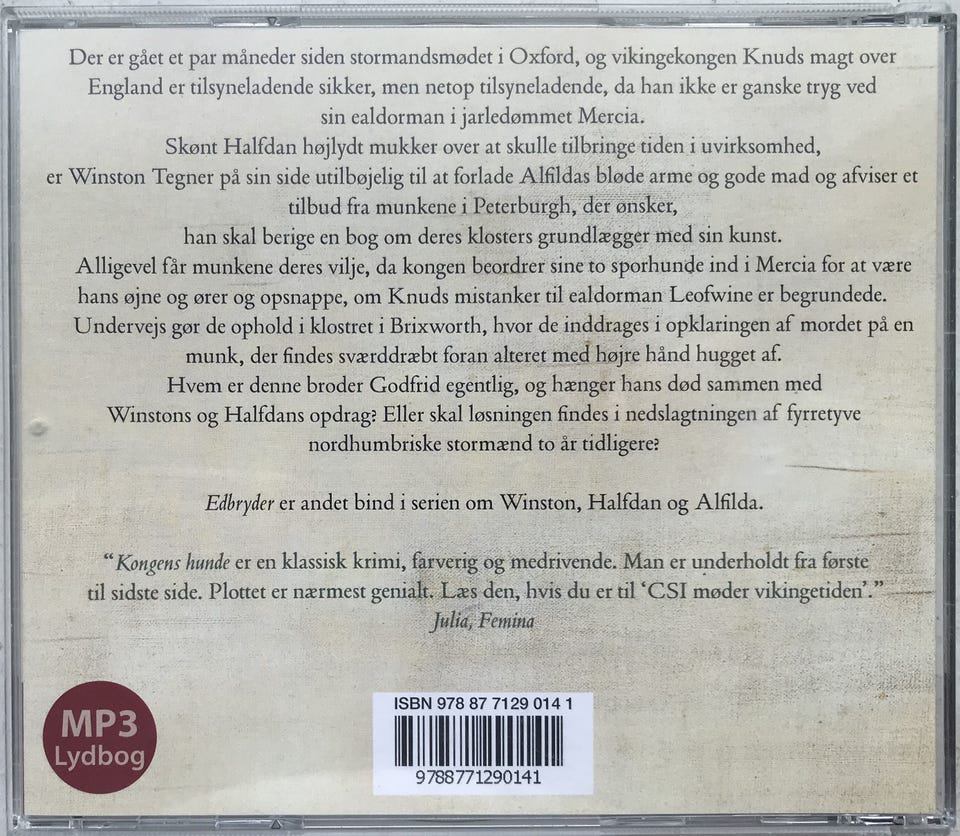 Der er gået et par måneder siden stormandsmødet i Oxford, og vikingekongen Knuds magt over
England er tilsyneladende sikker, men netop tilsyneladende, da han ikke er ganske tryg ved
sin ealdorman i jarledømmet Mercia.
Skønt Halfdan højlydt mukker over at skulle tilbringe tiden i uvirksomhed,
er Winston Tegner på sin side utilbøjelig til at forlade Alfildas bløde arme og gode mad og afviser et
tilbud fra munkene i Peterburgh, der ønsker,
han skal berige en bog om deres klosters grundlægger med sin kunst.
Alligevel får munkene deres vilje, da kongen beordrer sine to sporhunde ind i Mercia for at være
hans øjne og ører og opsnappe, om Knuds mistanker til ealdorman Leofwine er begrundede.
Undervejs gør de ophold i klostret i Brixworth, hvor de inddrages i opklaringen af mordet på en
munk, der findes sværddræbt foran alteret med højre hånd hugget af.
Hvem er denne broder Godfrid egentlig, og hænger hans død sammen med
Winstons og Halfdans opdrag? Eller skal løsningen findes i nedslagtningen af fyrretyve
nordhumbriske stormænd to år tidligere?
Edbryder er andet bind i serien om Winston, Halfdan og Alfilda.
“Kongens hunde er en klassisk krimi, farverig og medrivende. Man er underholdt fra første
til sidste side. Plottet er nærmest genialt. Læs den, hvis du er til ‘CSI møder vikingetiden’.”
Julia, Femina
MP3
Lydbog
ISBN 978 87 7129 014 1
9788771290141